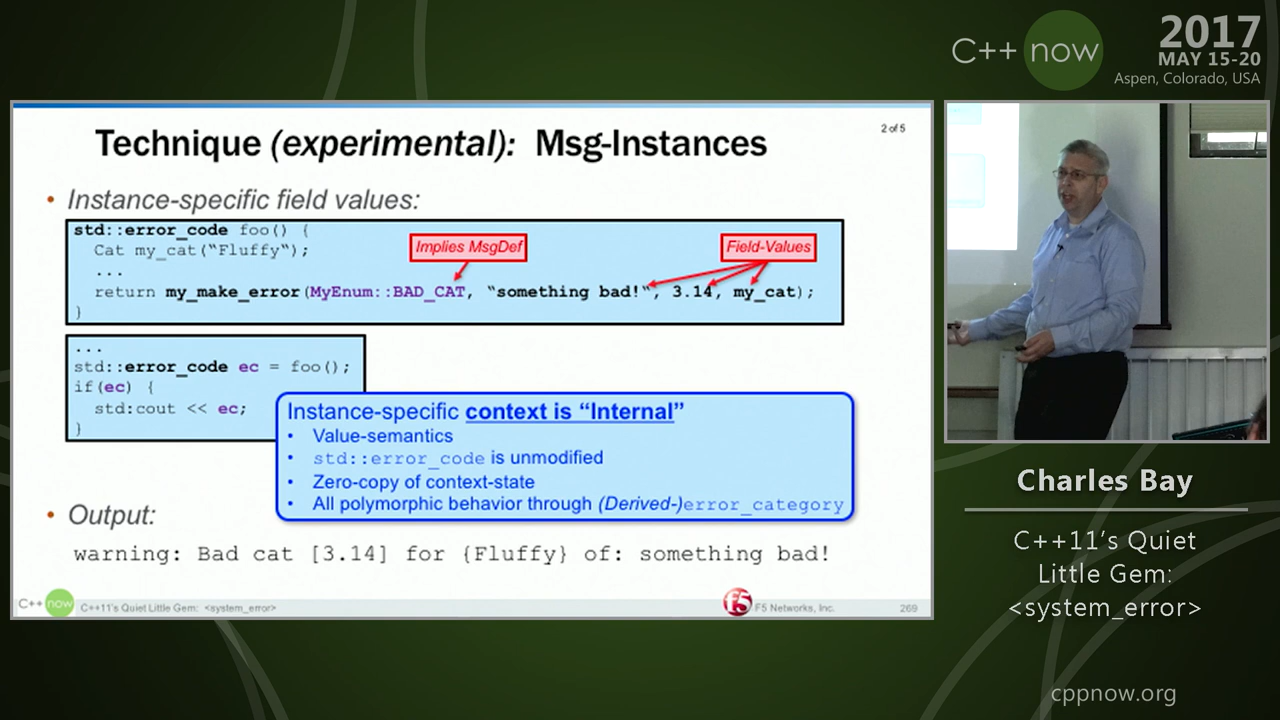 C++ now
2017
MAY 15-20
Aspen, Colorado, USA
2 of 5
Technique (experimental): Msg-Instances
• Instance-specific field values:
std::error_code foo() {
Cat my_cat("Fluffy");
...
return my_make_error(MyEnum::BAD_CAT, "something bad!", 3.14, my_cat);
}
Implies MsgDef
Field-Values
...
std::error_code ec = foo();
if(ec) {
std:cout << ec;
}
Instance-specific context is "Internal"
• Value-semantics
• std::error_code is unmodified
• Zero-copy of context-state
• All polymorphic behavior through (Derived-)error_category
• Output:
warning: Bad cat [3.14] for {Fluffy} of: something bad!
C++ now
C++11's Quiet Little Gem: <system_error>
f5
F5 Networks, Inc.
269
Charles Bay
C++11's Quiet
Little Gem:
<system_error>
cppnow.org